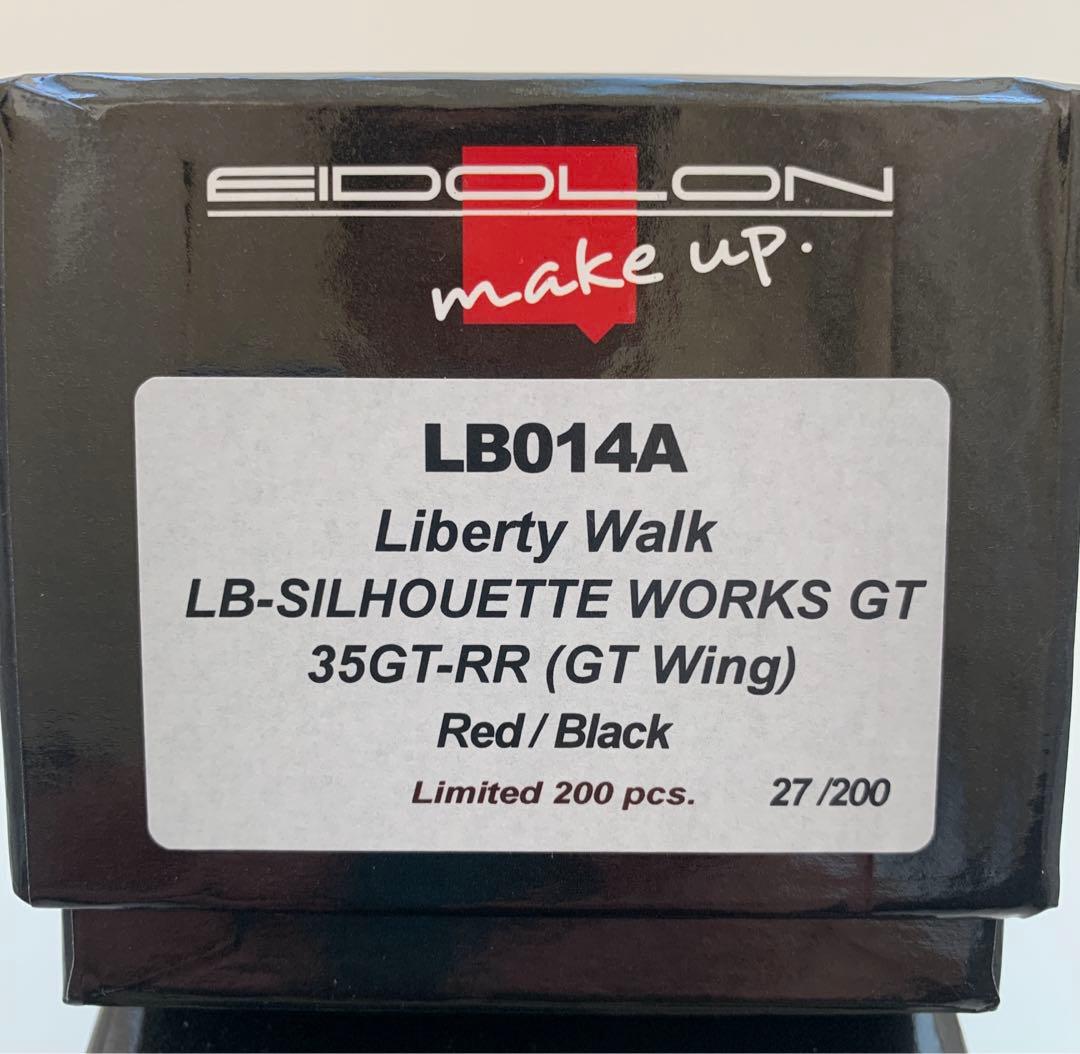 EIDOLON
make up.
LB014A
Liberty Walk
LB-SILHOUETTE WORKS GT
35GT-RR (GT Wing)
Red / Black
Limited 200 pcs. 27 /200